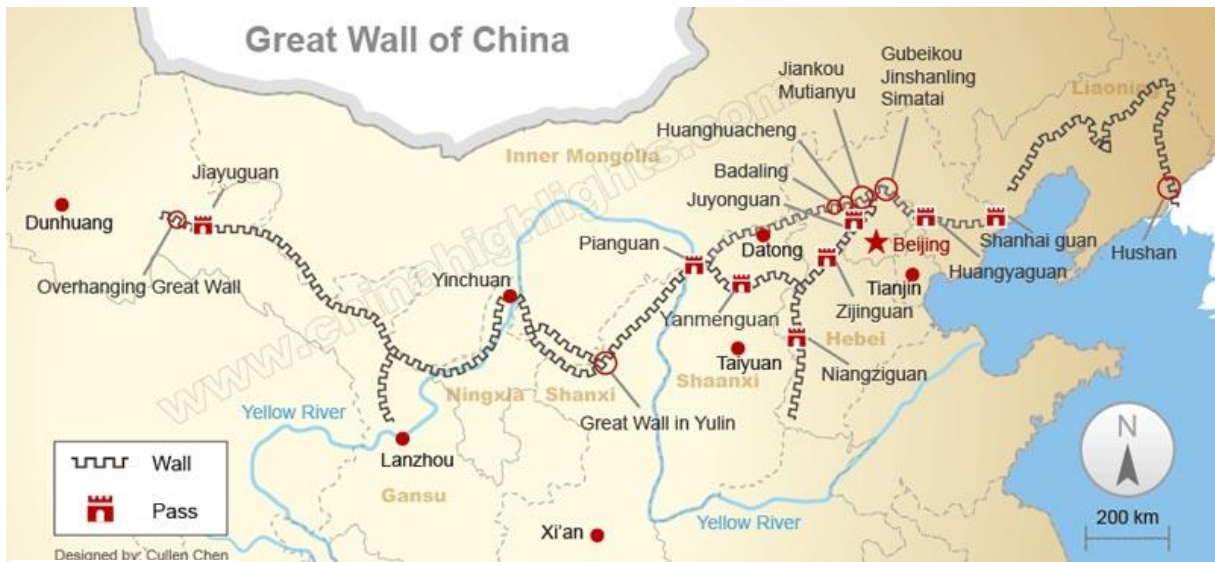 Great Wall of China
Gubeikou
Jinshanling
Simatai
Jiankou
Mutianyu
Liaoning
Huanghuacheng
Inner Mongolia
Badaling
Jiayuguan
Juyonguan
Dunhuang
Pianguan
Datong
Beijing
Shanhai guan
Hushan
Overhanging Great Wall
Yinchuan
Huangyaguan
Tianjin
Zijinguan
Yanmenguan
Hebei
Taiyuan
Niangziguan
Ningxia
Shanxi
Shaanxi
Yellow River
Great Wall in Yulin
Lanzhou
Gansu
Xi'an
Yellow River
Wall
Pass
N
200 km
Designed by: Cullen Chen
www.chinahighlights.com